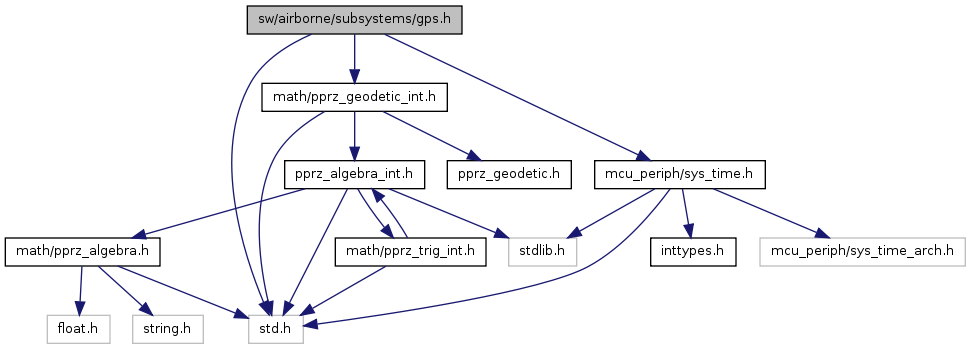 sw/airborne/subsystems/gps.h
math/pprz_geodetic_int.h
pprz_algebra_int.h
pprz_geodetic.h
mcu_periph/sys_time.h
math/pprz_algebra.h
math/pprz_trig_int.h
stdlib.h
inttypes.h
mcu_periph/sys_time_arch.h
float.h
string.h
std.h